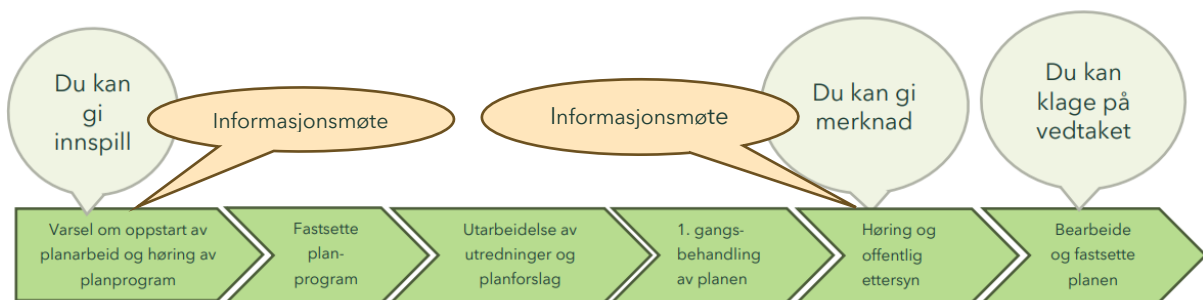 Du kan
gi
innspill
Informasjonsmøte
Informasjonsmøte
Du kan gi
merknad
Du kan
klage på
vedtaket
Varsel om oppstart av
planarbeid og høring av
planprogram
Fastsette
plan-
program
Utarbeidelse av
utredninger og
planforslag
1. gangs-
behandling
av planen
Høring og
offentlig
ettersyn
Bearbeide
og fastsette
planen